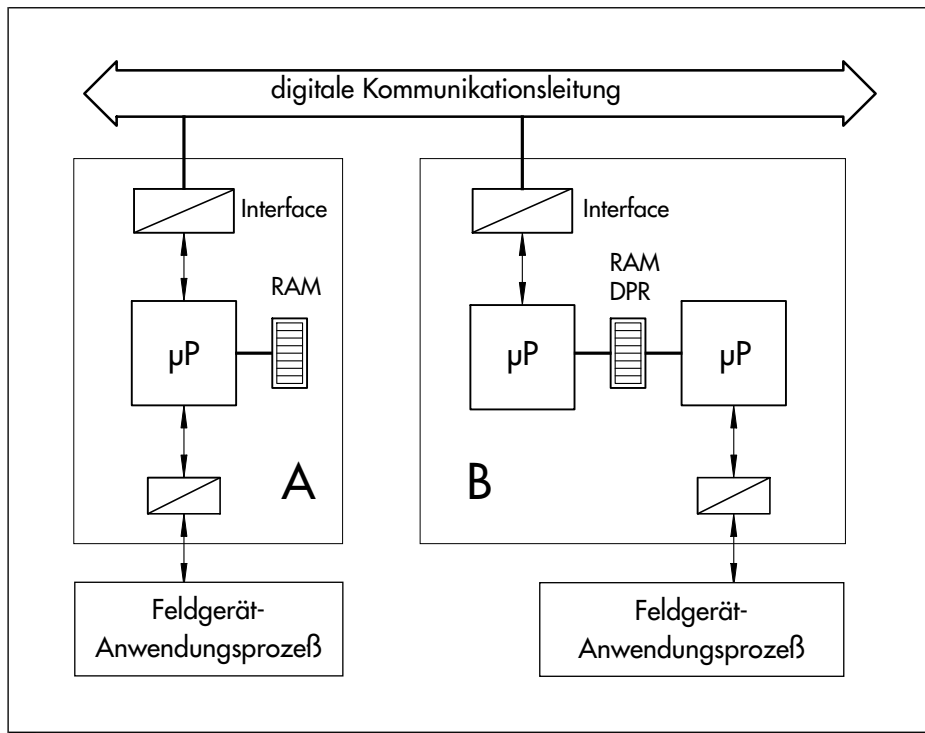 digitale Kommunikationsleitung
Interface
RAM
µP
A
Feldgerät-
Anwendungsprozeß
Interface
RAM
DPR
µP
µP
B
Feldgerät-
Anwendungsprozeß